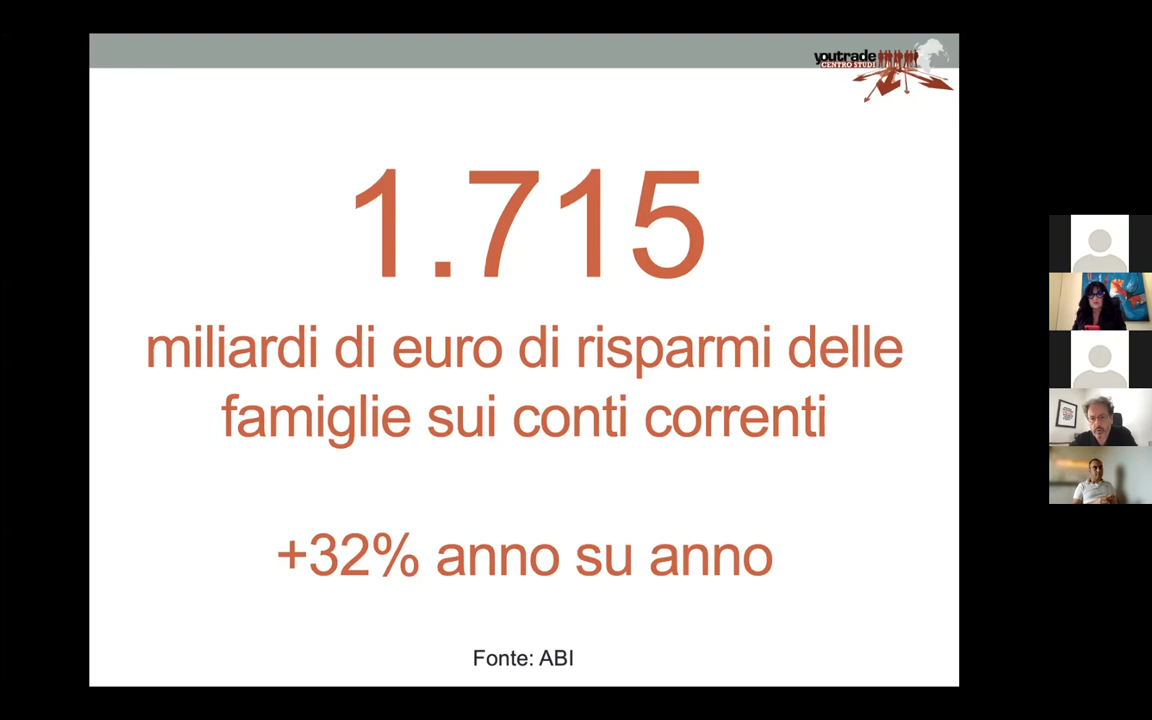 youtrade
CENTRO STUDI
1.715
miliardi di euro di risparmi delle
famiglie sui conti correnti
+32% anno su anno
Fonte: ABI